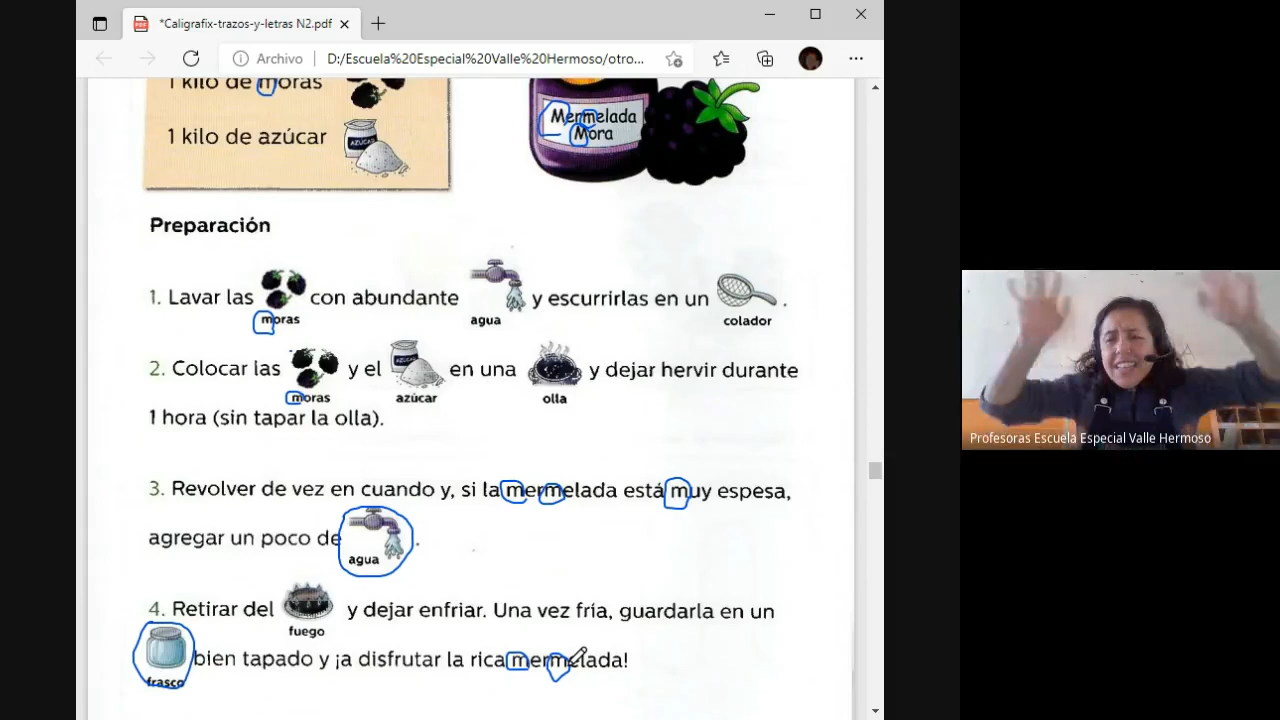 *Caligrafix-trazos-y-letras N2.pdf
Archivo D:/Escuela%20Especial%20Valle%20Hermoso/otro...
1 kilo de moras
1 kilo de azúcar
AZÚCAR
Mermelada
Mora
Preparación
1. Lavar las con abundante y escurrirlas en un .
moras agua colador
2. Colocar las y el en una y dejar hervir durante
AZÚCAR
moras azúcar olla
1 hora (sin tapar la olla).
3. Revolver de vez en cuando y, si la mermelada está muy espesa,
agregar un poco de .
agua
4. Retirar del y dejar enfriar. Una vez fría, guardarla en un
fuego
bien tapado y ¡a disfrutar la rica mermelada!
frasco
Profesoras Escuela Especial Valle Hermoso